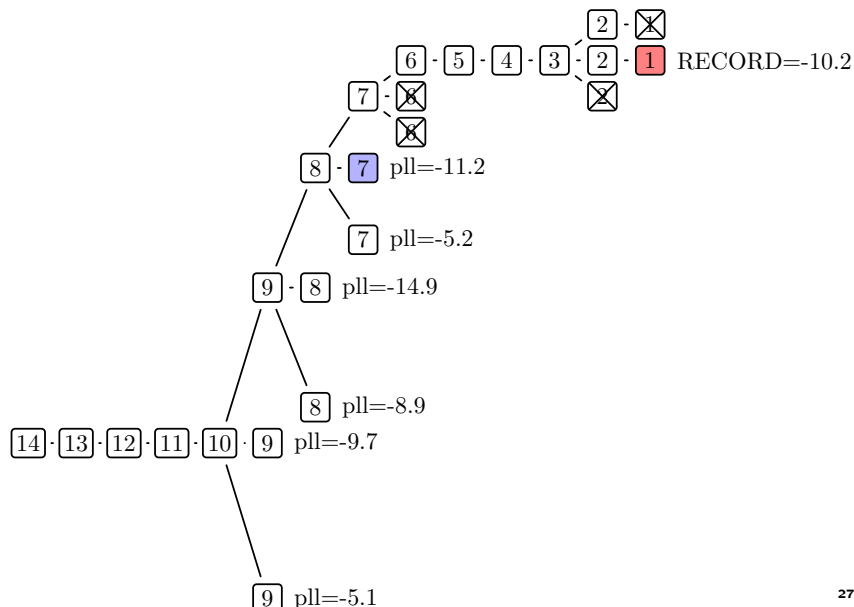 2 1
6 5 4 3 2 1 RECORD=-10.2
7 6 2
6
8 7 pll=-11.2
7 pll=-5.2
9 8 pll=-14.9
8 pll=-8.9
14 13 12 11 10 9 pll=-9.7
9 pll=-5.1
27